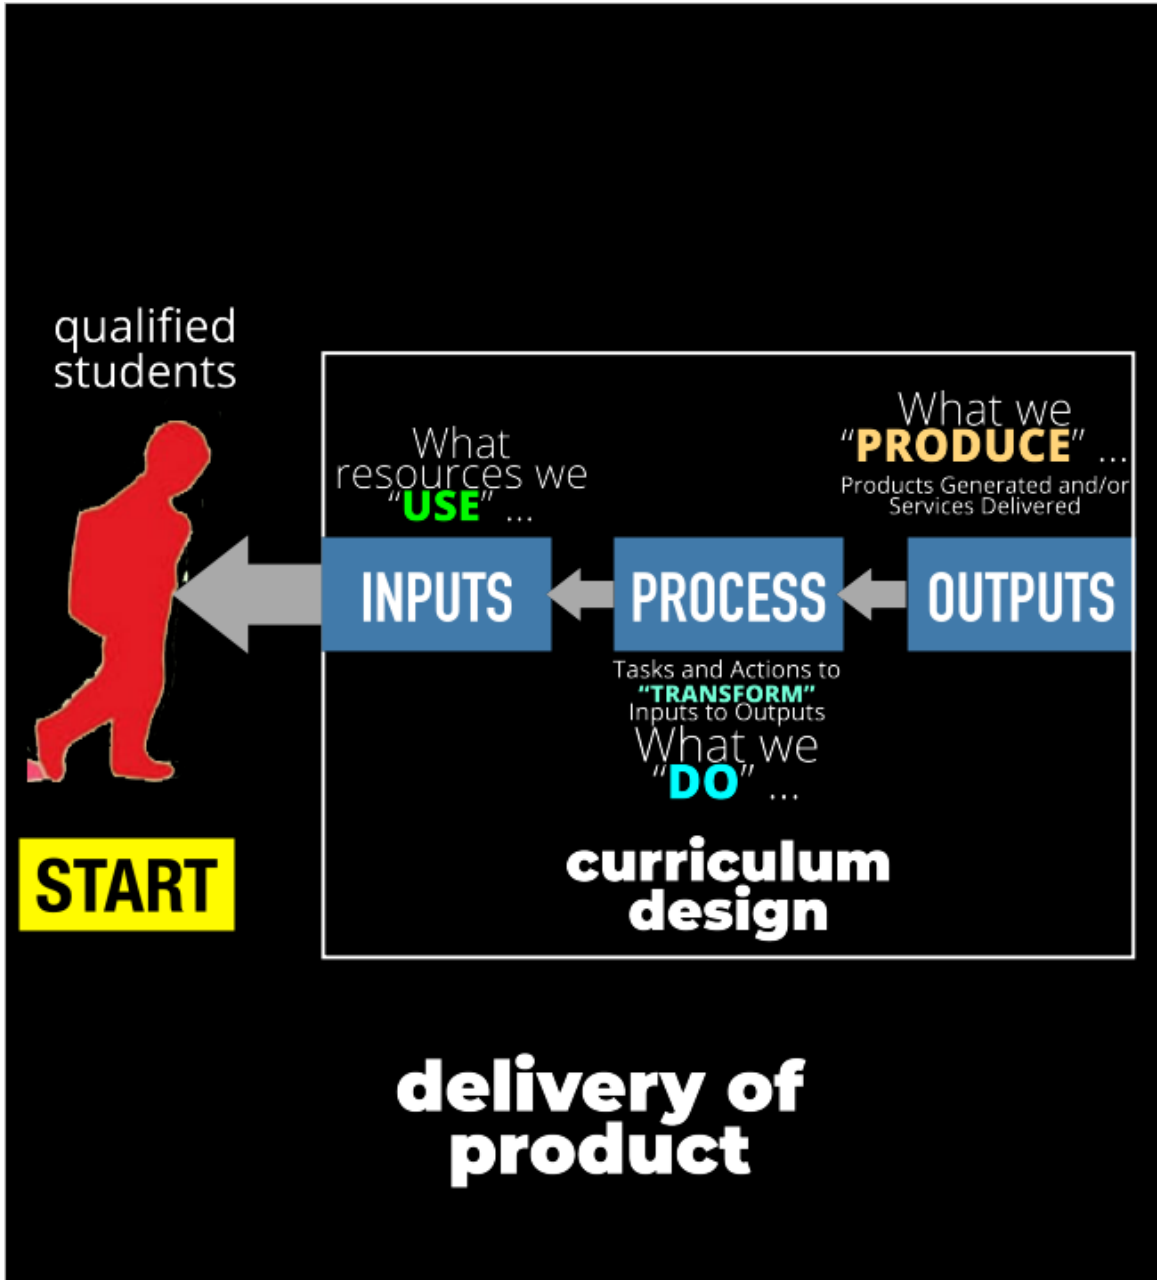 qualified
students
What
resources we
“USE” ...
What we
“PRODUCE” ...
Products Generated and/or
Services Delivered
INPUTS
PROCESS
OUTPUTS
Tasks and Actions to
“TRANSFORM”
Inputs to Outputs
What we
“DO” ...
START
curriculum
design
delivery of
product